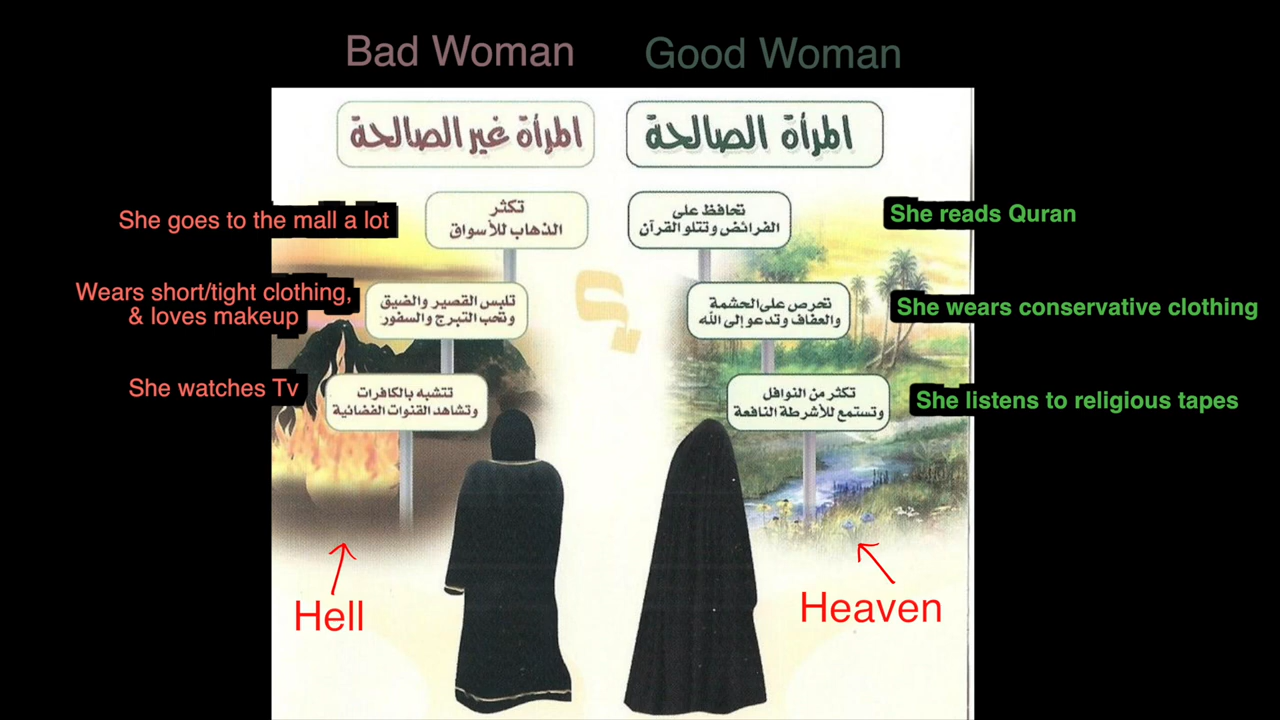 Bad Woman
Good Woman
المرأة غير الصالحة
المرأة الصالحة
She goes to the mall a lot
تكثر
الذهاب للأسواق
تحافظ على
الفرائض وتتلو القرآن
She reads Quran
Wears short/tight clothing,
& loves makeup
تلبس القصير والضيق
وتحب التبرج والسفور
تحرص على الحشمة
والعفاف وتدعو إلى الله
She wears conservative clothing
She watches Tv
تتشبه بالكافرات
وتشاهد القنوات الفضائية
تكثر من النوافل
وتستمع للأشرطة النافعة
She listens to religious tapes
؟
Hell
Heaven